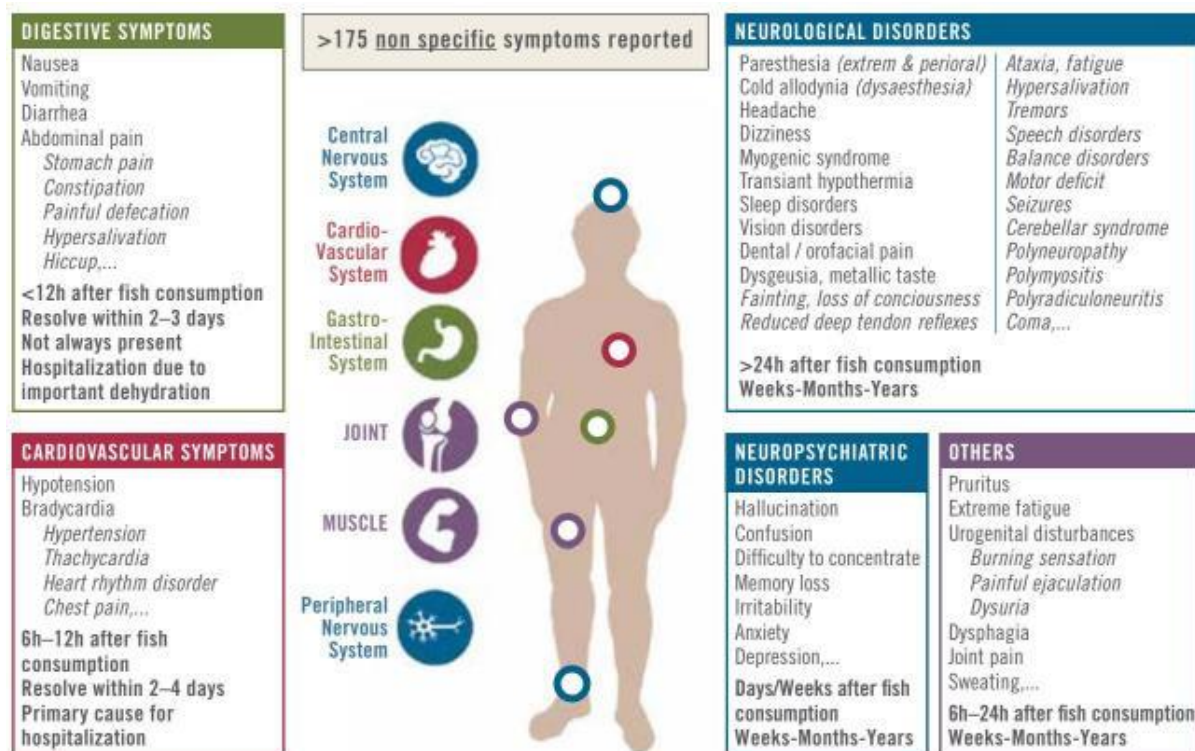 DIGESTIVE SYMPTOMS
Nausea
Vomiting
Diarrhea
Abdominal pain
Stomach pain
Constipation
Painful defecation
Hypersalivation
Hiccup,...
<12h after fish consumption
Resolve within 2–3 days
Not always present
Hospitalization due to
important dehydration
CARDIOVASCULAR SYMPTOMS
Hypotension
Bradycardia
Hypertension
Thachycardia
Heart rhythm disorder
Chest pain,...
6h–12h after fish
consumption
Resolve within 2–4 days
Primary cause for
hospitalization
>175 non specific symptoms reported
Central
Nervous
System
Cardio-
Vascular
System
Gastro-
Intestinal
System
JOINT
MUSCLE
Peripheral
Nervous
System
NEUROLOGICAL DISORDERS
Paresthesia (extrem & perioral)
Cold allodynia (dysaesthesia)
Headache
Dizziness
Myogenic syndrome
Transiant hypothermia
Sleep disorders
Vision disorders
Dental / orofacial pain
Dysgeusia, metallic taste
Fainting, loss of conciousness
Reduced deep tendon reflexes
Ataxia, fatigue
Hypersalivation
Tremors
Speech disorders
Balance disorders
Motor deficit
Seizures
Cerebellar syndrome
Polyneuropathy
Polymyositis
Polyradiculoneuritis
Coma,...
>24h after fish consumption
Weeks-Months-Years
NEUROPSYCHIATRIC
DISORDERS
Hallucination
Confusion
Difficulty to concentrate
Memory loss
Irritability
Anxiety
Depression,...
Days/Weeks after fish
consumption
Weeks-Months-Years
OTHERS
Pruritus
Extreme fatigue
Urogenital disturbances
Burning sensation
Painful ejaculation
Dysuria
Dysphagia
Joint pain
Sweating,...
6h–24h after fish consumption
Weeks-Months-Years